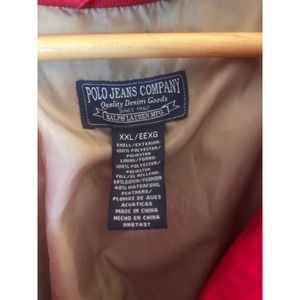 POLO JEANS COMPANY
Quality Denim Goods
SINCE 1967
RALPH LAUREN MFG.
XXL/EEXG
SHELL/EXTERIOR:
100% POLYESTER/
POLIESTER
LINING/FORRO:
100% POLYESTER/
POLIESTER
FILL/EL RELLENO:
60%DOWN/PLUMON
40% WATERFOWL
FEATHERS/
PLUMAS DE AVES
ACUATICAS
MADE IN CHINA
HECHO EN CHINA